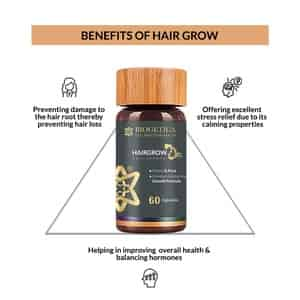 BENEFITS OF HAIR GROW
Preventing damage to
the hair root thereby
preventing hair loss
Offering excellent
stress relief due to its
calming properties
BIOGETICA
HAIRGROW
60 Capsules
Helping in improving overall health &
balancing hormones